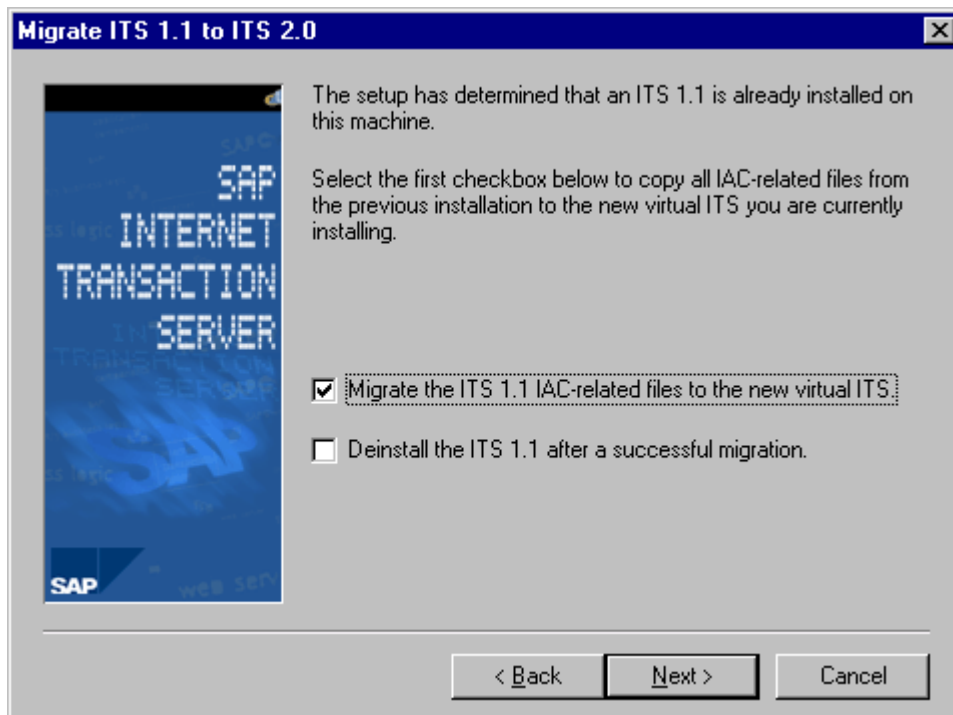 Migrate ITS 1.1 to ITS 2.0
The setup has determined that an ITS 1.1 is already installed on
this machine.
Select the first checkbox below to copy all IAC-related files from
the previous installation to the new virtual ITS you are currently
installing.
SAP
INTERNET
TRANSACTION
SERVER
Migrate the ITS 1.1 IAC-related files to the new virtual ITS.
Deinstall the ITS 1.1 after a successful migration.
SAP
SAP
< Back
Next >
Cancel